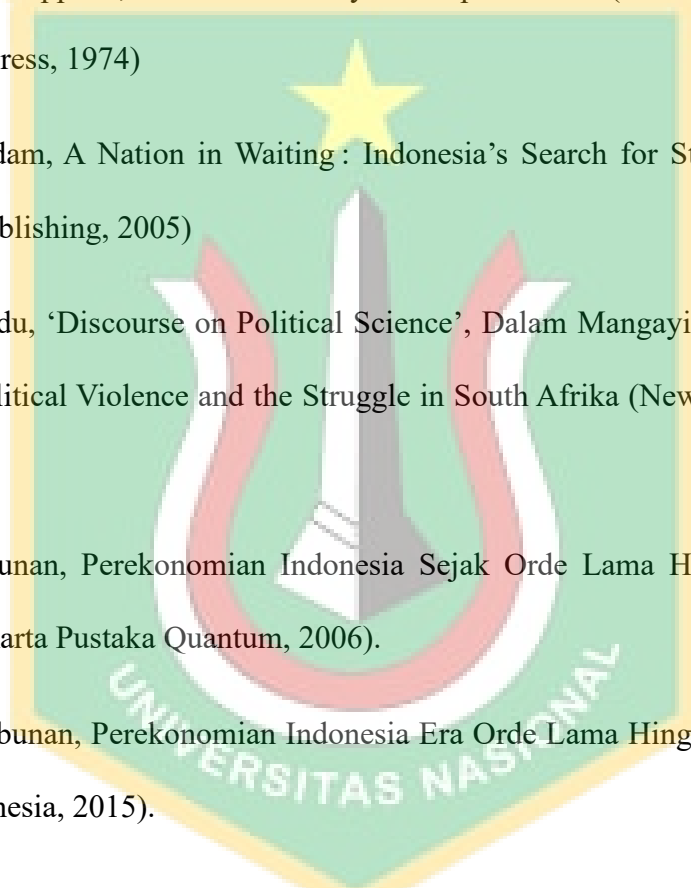 ress, 1974)
dam, A Nation in Waiting : Indonesia’s Search for St
blishing, 2005)
du, ‘Discourse on Political Science’, Dalam Mangayi
litical Violence and the Struggle in South Afrika (New
unan, Perekonomian Indonesia Sejak Orde Lama H
arta Pustaka Quantum, 2006).
bunan, Perekonomian Indonesia Era Orde Lama Hing
nesia, 2015).
UNIVERSITAS NASIONAL